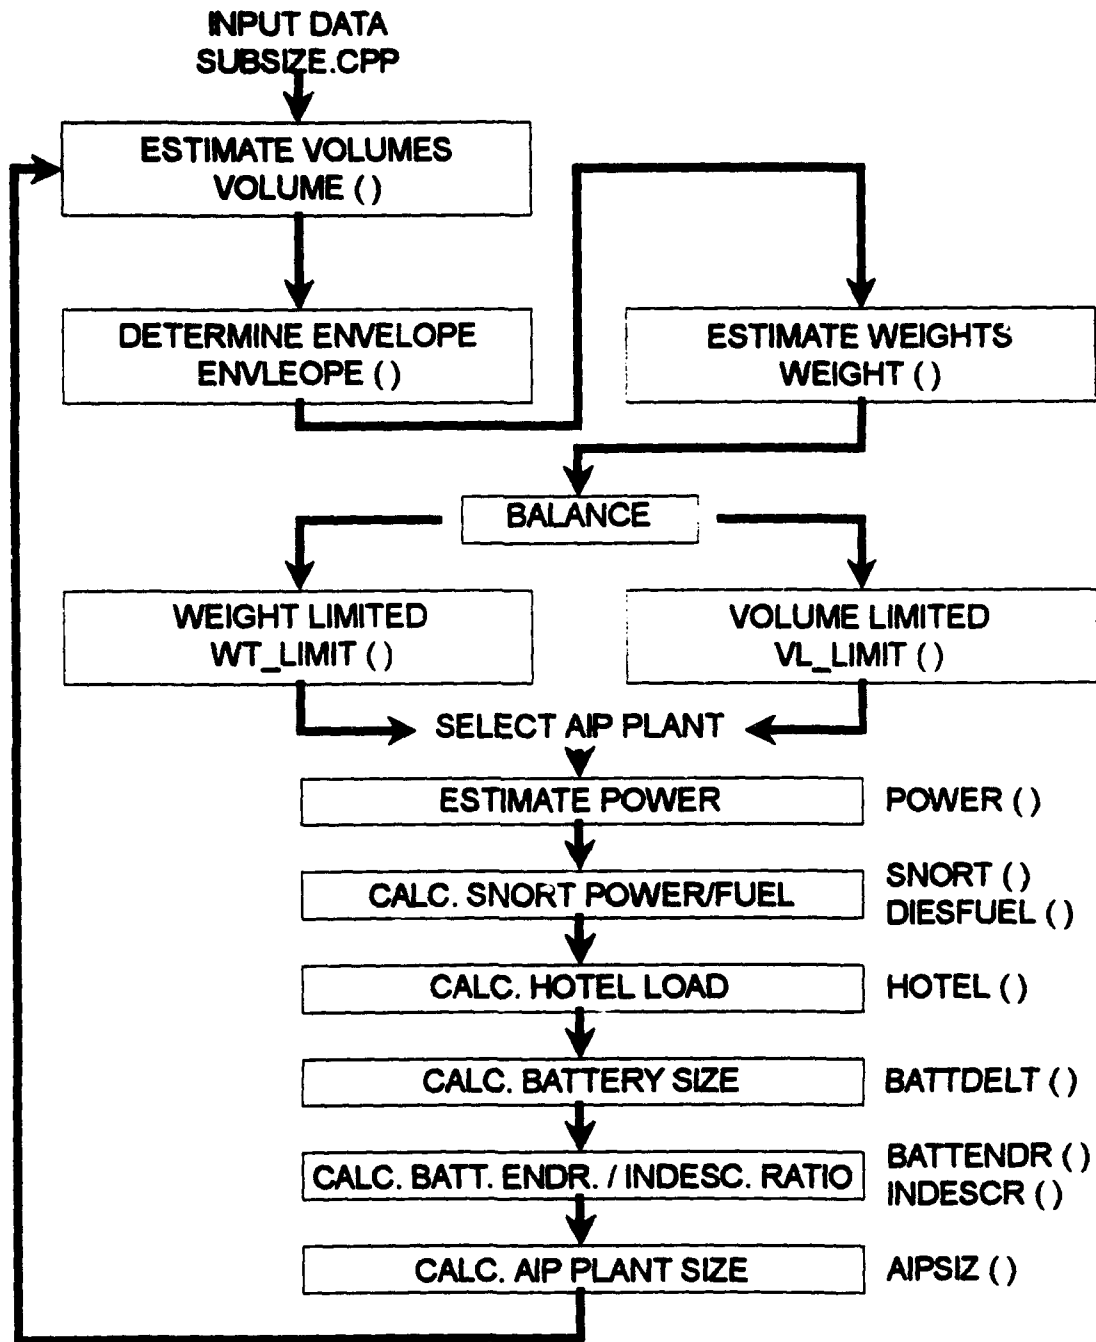 INPUT DATA
SUBSIZE.CPP
ESTIMATE VOLUMES
VOLUME ( )
DETERMINE ENVELOPE
ENVLEOPE ( )
ESTIMATE WEIGHTS
WEIGHT ( )
BALANCE
WEIGHT LIMITED
WT_LIMIT ( )
VOLUME LIMITED
VL_LIMIT ( )
SELECT AIP PLANT
ESTIMATE POWER
POWER ( )
CALC. SNORT POWER/FUEL
SNORT ( )
DIESFUEL ( )
CALC. HOTEL LOAD
HOTEL ( )
CALC. BATTERY SIZE
BATTDELT ( )
CALC. BATT. ENDR. / INDESC. RATIO
BATTENDR ( )
INDESCR ( )
CALC. AIP PLANT SIZE
AIPSIZ ( )